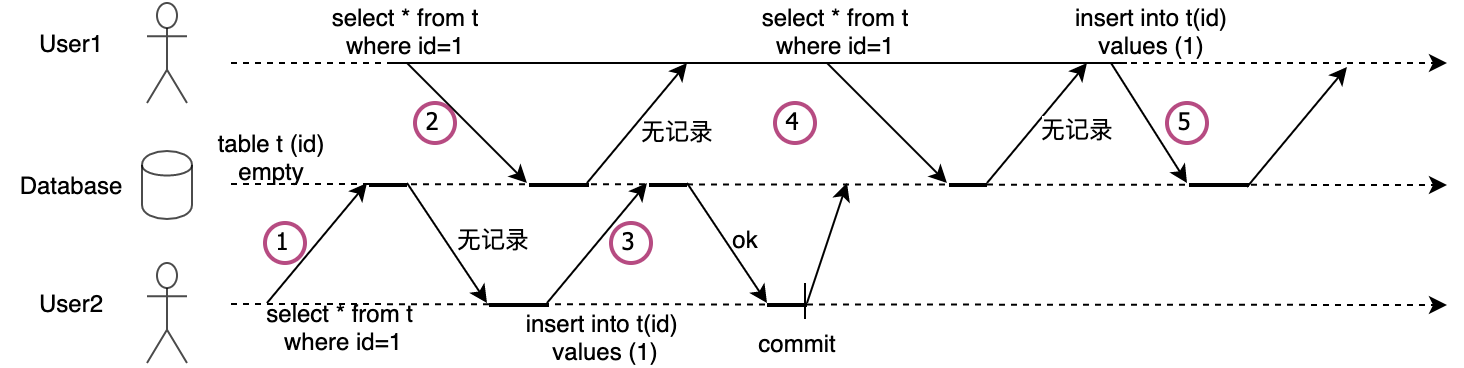 select * from t
where id=1
select * from t
where id=1
insert into t(id)
values (1)
User1
2
无记录
4
无记录
5
table t (id)
empty
Database
1
无记录
3
ok
User2
select * from t
where id=1
insert into t(id)
values (1)
commit